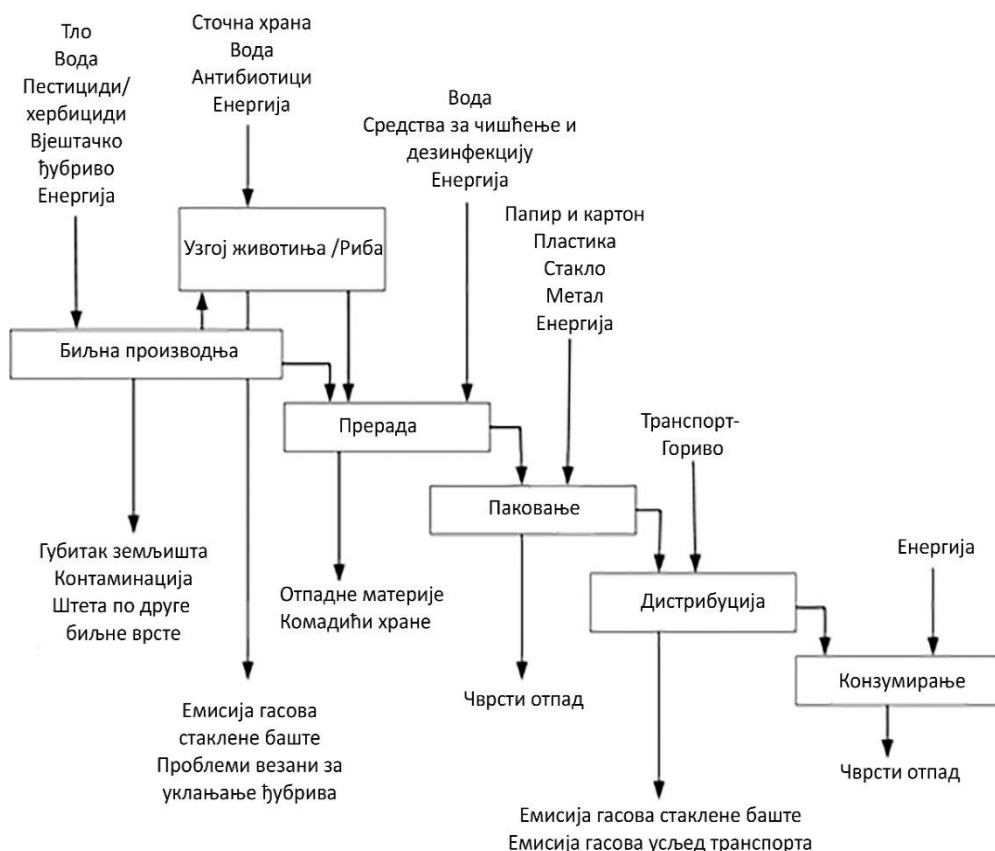 Тло
Вода
Пестициди/
хербициди
Вјештачко
ђубриво
Енергија
Сточна храна
Вода
Антибиотици
Енергија
Вода
Средства за чишћење и
дезинфекцију
Енергија
Папир и картон
Пластика
Стакло
Метал
Енергија
Узгој животиња /Риба
Биљна производња
Прерада
Транспорт-
Гориво
Паковање
Губитак земљишта
Контаминација
Штета по друге
биљне врсте
Отпадне материје
Комадићи хране
Енергија
Дистрибуција
Чврсти отпад
Конзумирање
Емисија гасова
стаклене баште
Проблеми везани за
уклањање ђубрива
Чврсти отпад
Емисија гасова стаклене баште
Емисија гасова усљед транспорта